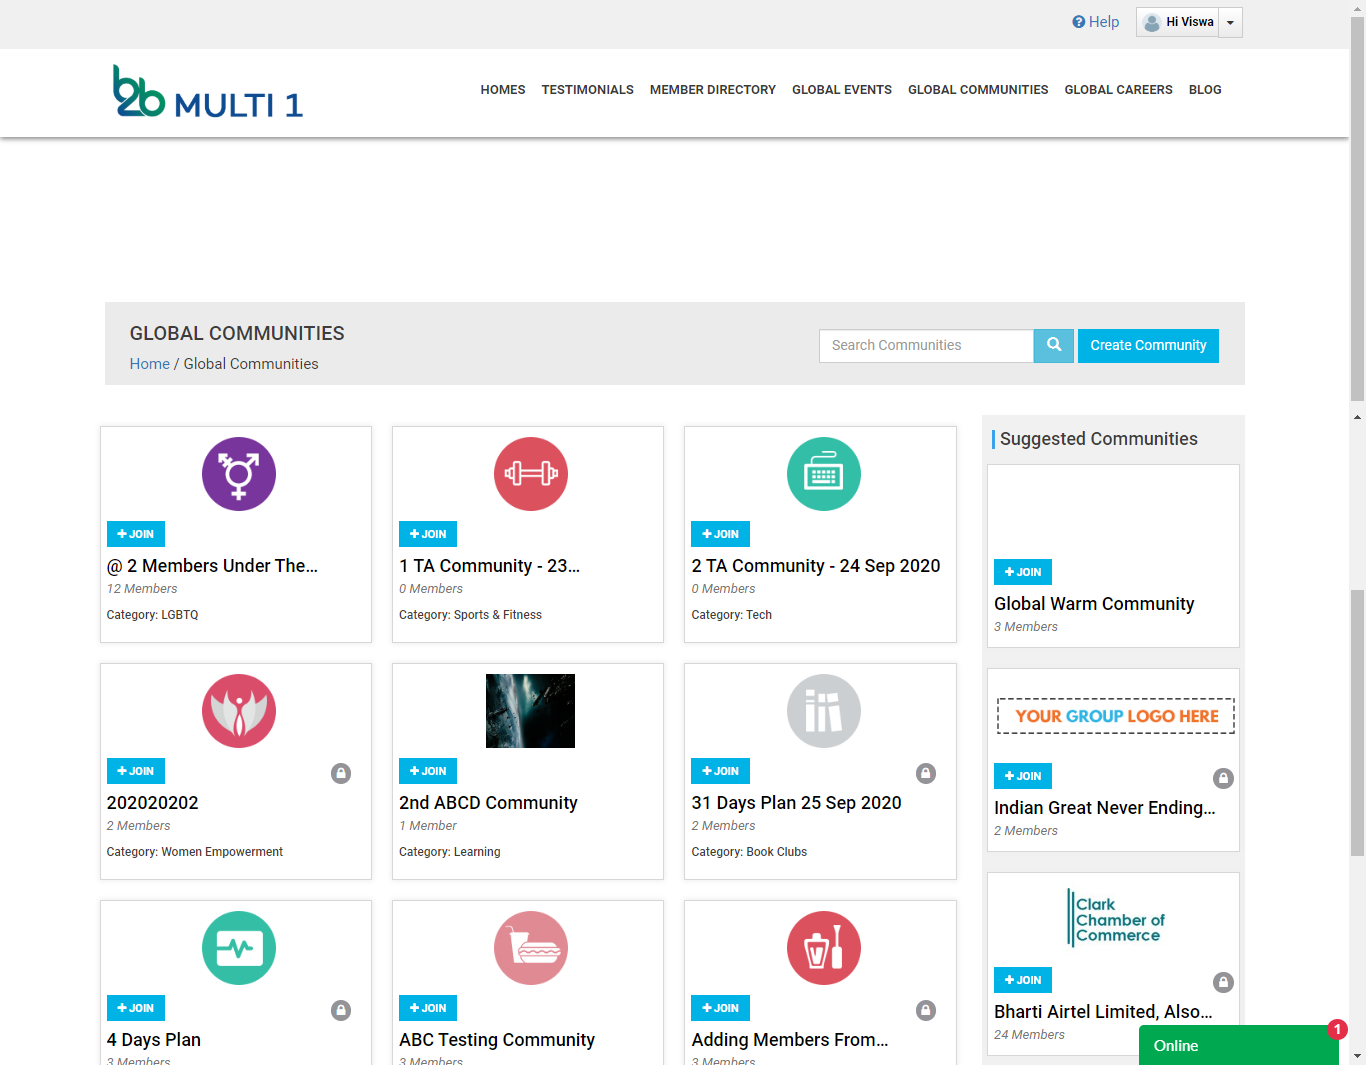 Help
Hi Viswa
b2b MULTI 1
HOMES TESTIMONIALS MEMBER DIRECTORY GLOBAL EVENTS GLOBAL COMMUNITIES GLOBAL CAREERS BLOG
GLOBAL COMMUNITIES
Home / Global Communities
Search Communities
Create Community
JOIN
@ 2 Members Under The...
12 Members
Category: LGBTQ
JOIN
1 TA Community - 23...
0 Members
Category: Sports & Fitness
JOIN
2 TA Community - 24 Sep 2020
0 Members
Category: Tech
JOIN
202020202
2 Members
Category: Women Empowerment
JOIN
2nd ABCD Community
1 Member
Category: Learning
JOIN
31 Days Plan 25 Sep 2020
2 Members
Category: Book Clubs
JOIN
4 Days Plan
3 Members
JOIN
ABC Testing Community
3 Members
JOIN
Adding Members From...
3 Members
Suggested Communities
JOIN
Global Warm Community
3 Members
YOUR GROUP LOGO HERE
JOIN
Indian Great Never Ending...
2 Members
Clark
Chamber of
Commerce
JOIN
Bharti Airtel Limited, Also...
24 Members
Online
1